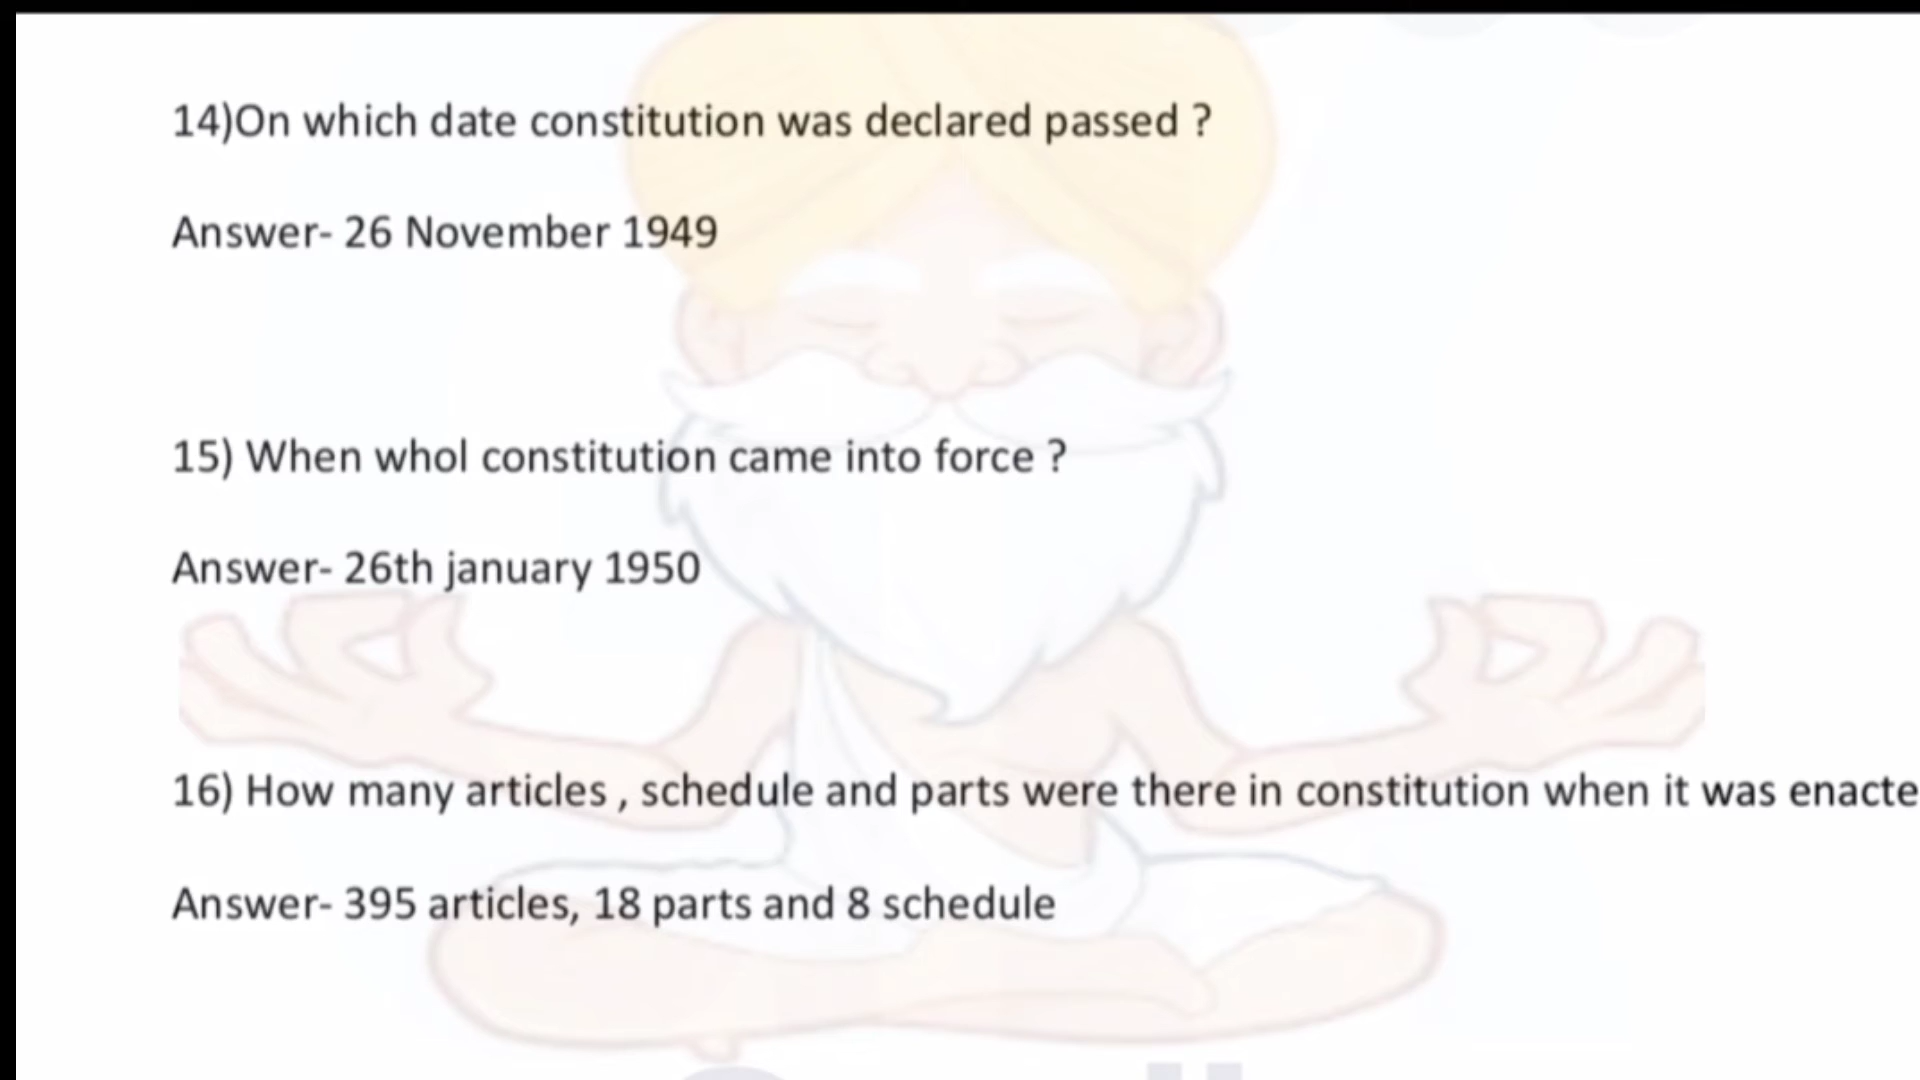 14)On which date constitution was declared passed ?
Answer- 26 November 1949
15) When whol constitution came into force ?
Answer- 26th january 1950
16) How many articles , schedule and parts were there in constitution when it was enacte
Answer- 395 articles, 18 parts and 8 schedule